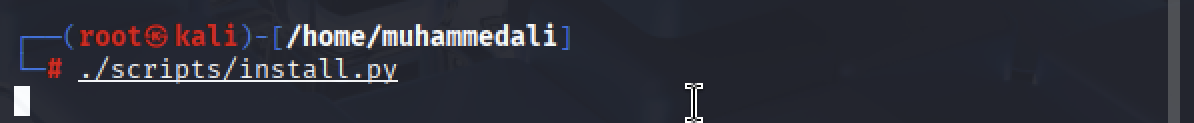 ┌──(root㉿kali)-[/home/muhammedali]
└─# ./scripts/install.py